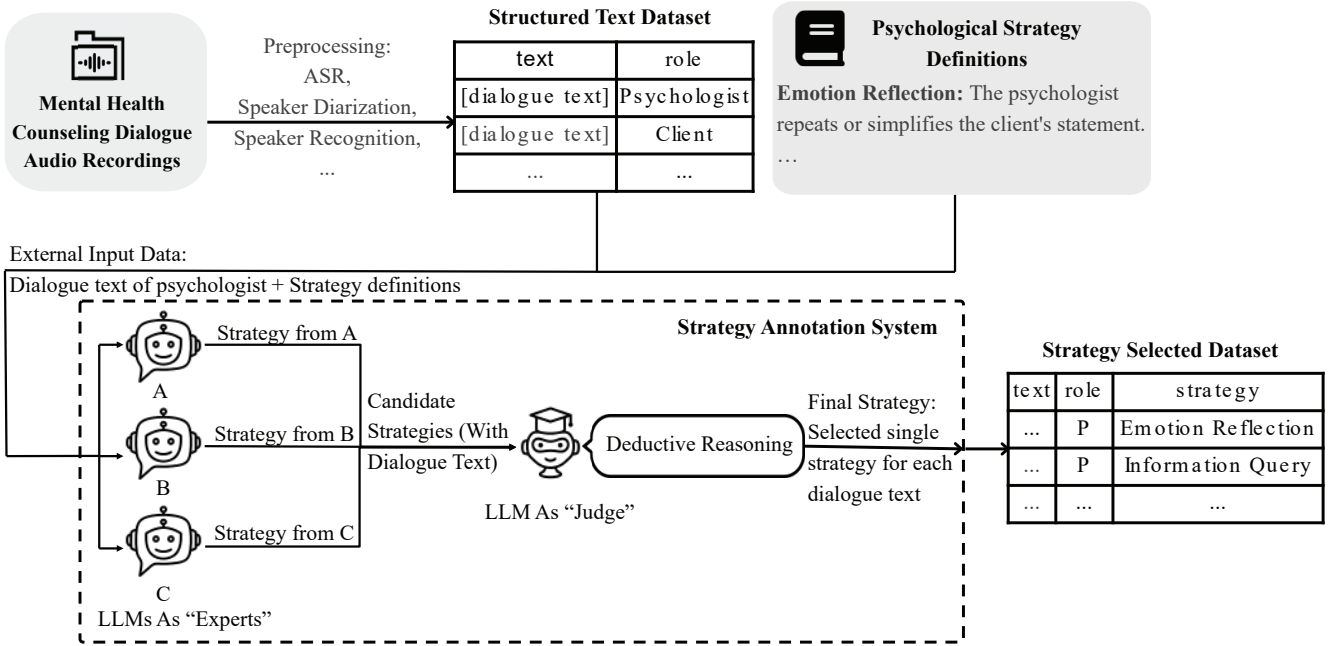 Mental Health
Counseling Dialogue
Audio Recordings
Preprocessing:
ASR,
Speaker Diarization,
Speaker Recognition,
...
Structured Text Dataset
text role
[dialogue text] Psychologist
[dialogue text] Client
... ...
Psychological Strategy
Definitions
Emotion Reflection: The psychologist
repeats or simplifies the client's statement.
...
External Input Data:
Dialogue text of psychologist + Strategy definitions
Strategy Annotation System
Strategy from A
A
Strategy from B
B
Strategy from C
C
LLMs As “Experts”
Candidate
Strategies (With
Dialogue Text)
LLM As “Judge”
Deductive Reasoning
Final Strategy:
Selected single
strategy for each
dialogue text
Strategy Selected Dataset
text role strategy
... P Emotion Reflection
... P Information Query
... ... ...